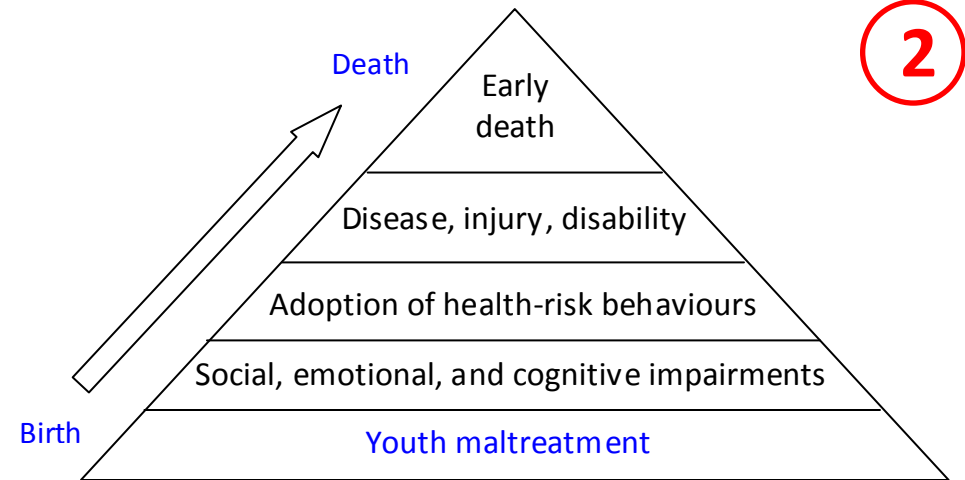 2
Death
Early
death
Disease, injury, disability
Adoption of health-risk behaviours
Social, emotional, and cognitive impairments
Birth
Youth maltreatment